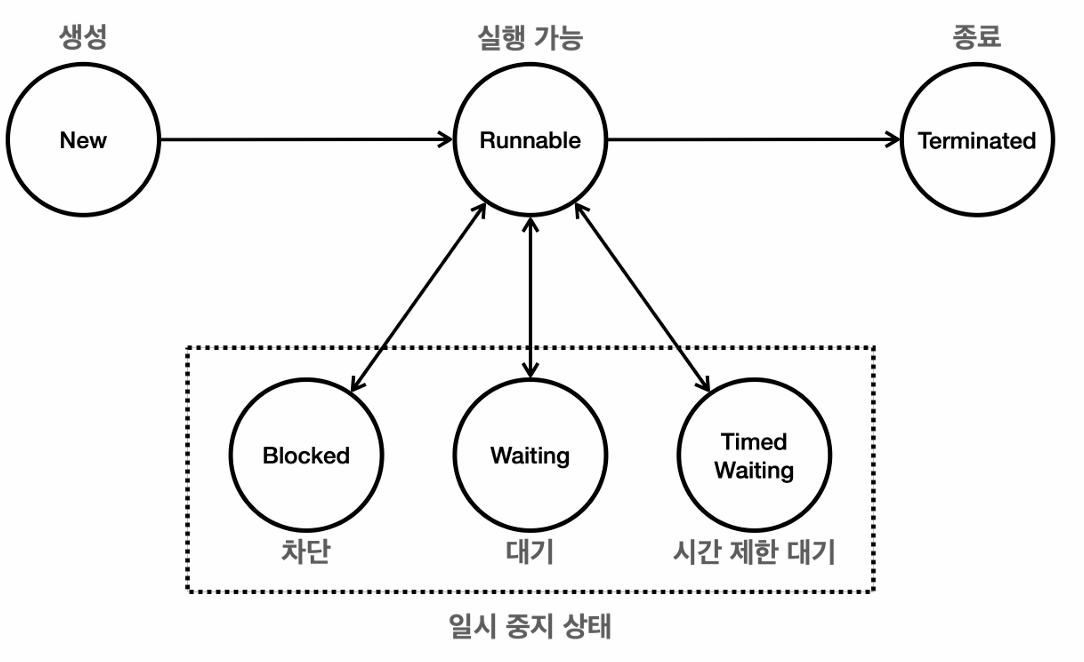 생성
실행 가능
종료
New
Runnable
Terminated
Blocked
Waiting
Timed
Waiting
차단
대기
시간 제한 대기
일시 중지 상태